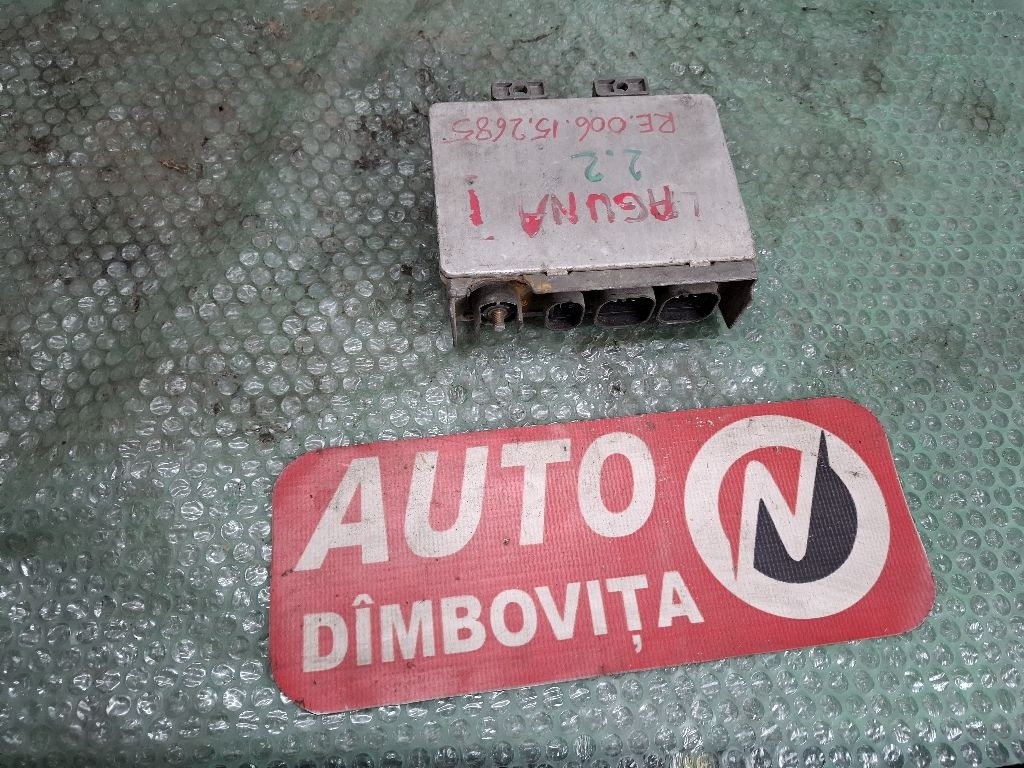 LAGUNA I
2.2
RE.006.15.2685
AUTO
DÎMBOVIȚA
N